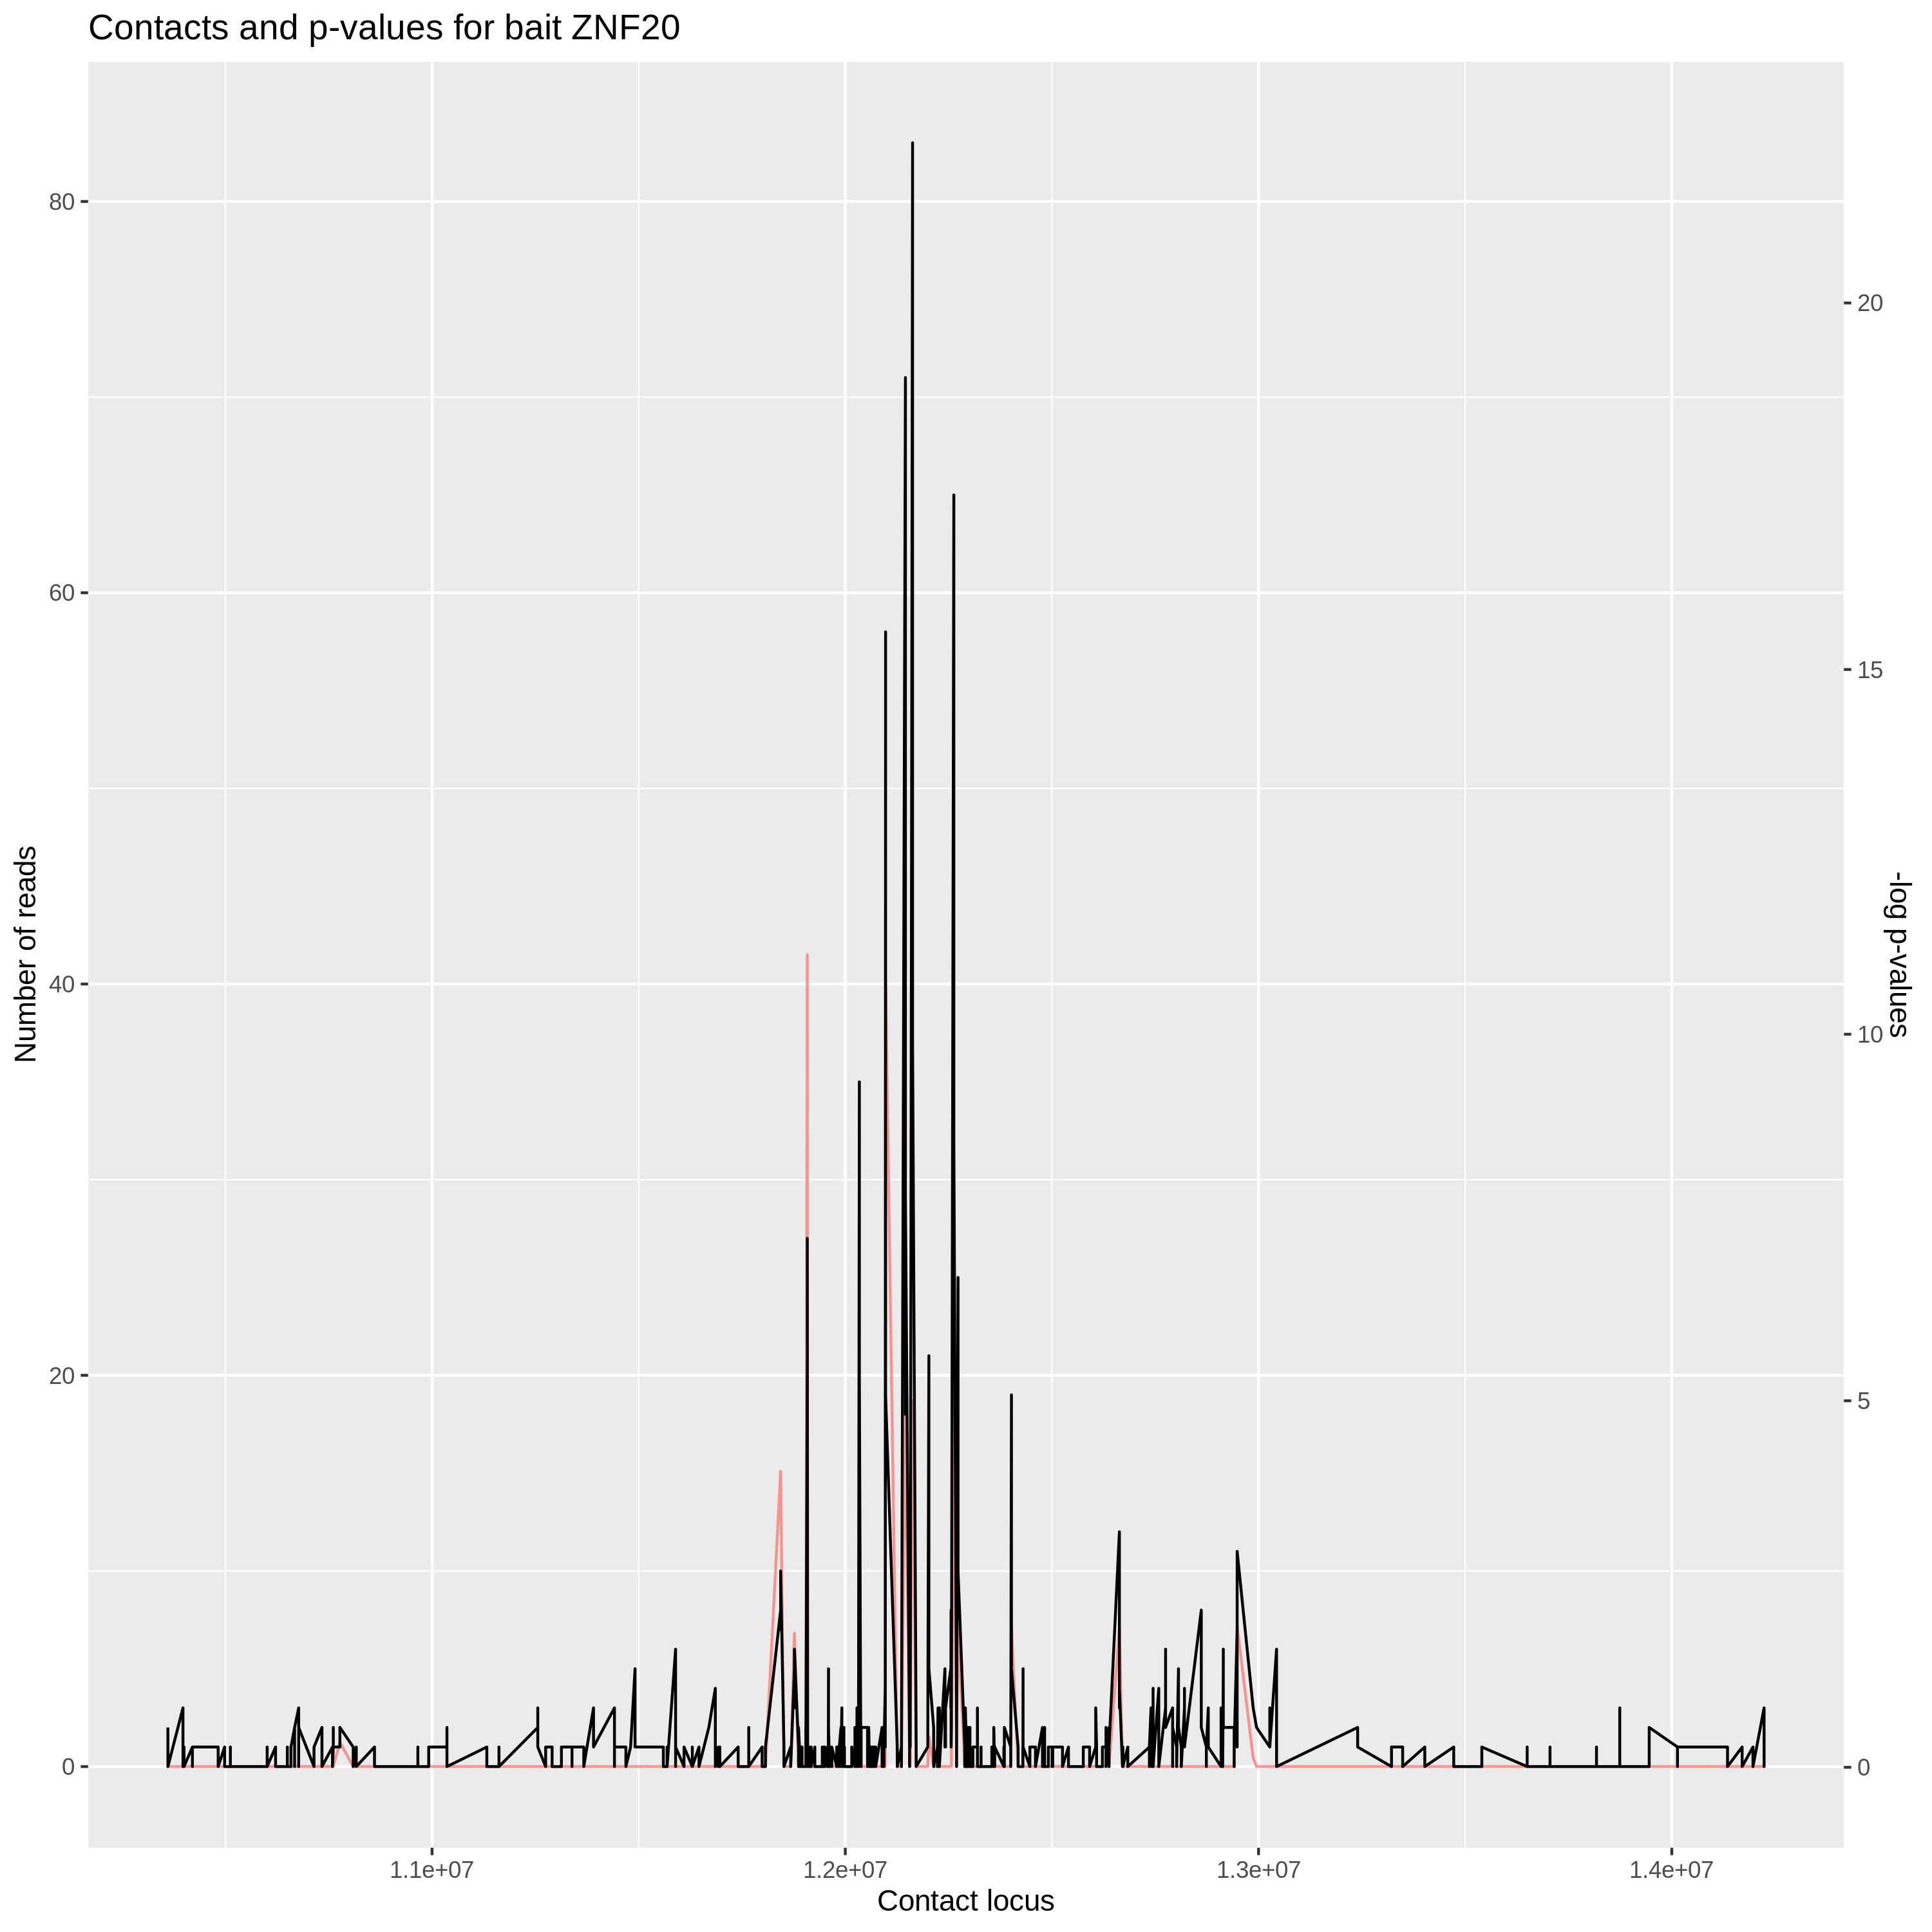 Contacts and p-values for bait ZNF20
80
60
40
20
0
Number of reads
20
15
10
5
0
-log p-values
1.1e+07
1.2e+07
1.3e+07
1.4e+07
Contact locus